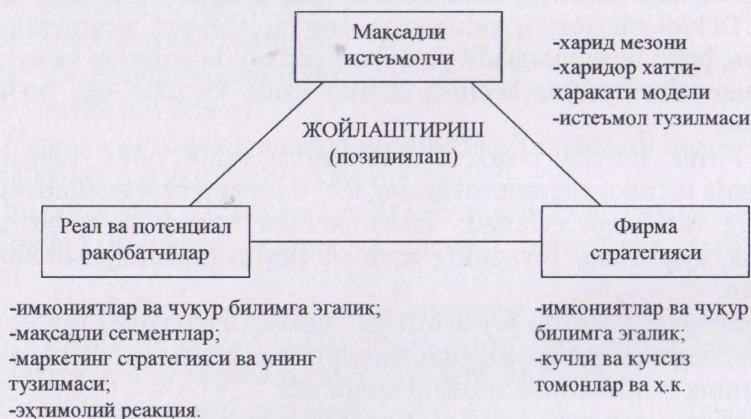 Мақсадли
истеъмолчи
-харид мезони
-харидор хатти-
ҳаракати модели
-истеъмол тузилмаси
ЖОЙЛАШТИРИШ
(позициялаш)
Реал ва потенциал
рақобатчилар
Фирма
стратегияси
-имкониятлар ва чуқур билимга эгалик;
-мақсадли сегментлар;
-маркетинг стратегияси ва унинг
тузилмаси;
-эҳтимолий реакция.
-имкониятлар ва чуқур
билимга эгалик;
-кучли ва кучсиз
томонлар ва ҳ.к.